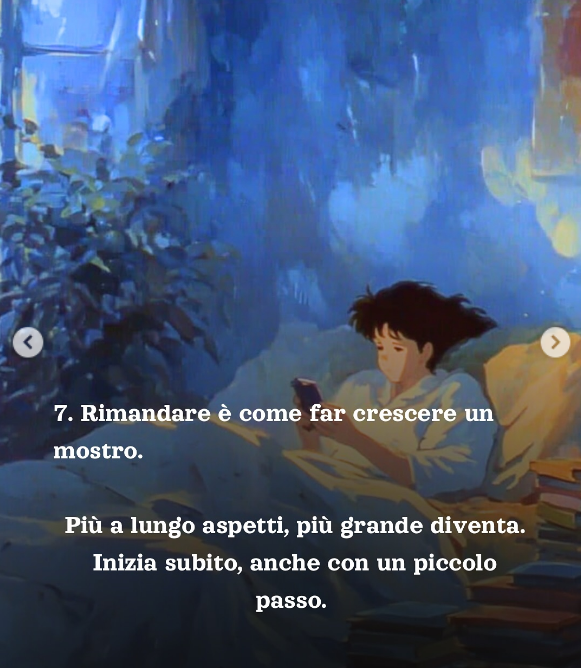 7. Rimandare è come far crescere un
mostro.
Più a lungo aspetti, più grande diventa.
Inizia subito, anche con un piccolo
passo.